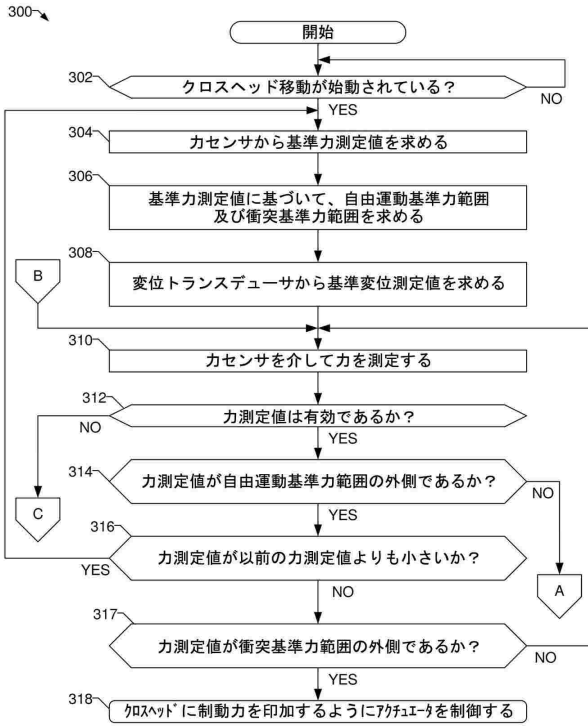 300
開始
302
クロスヘッド移動が始動されている?
NO
YES
304
力センサから基準力測定値を求める
306
基準力測定値に基づいて、自由運動基準力範囲
及び衝突基準力範囲を求める
308
B
変位トランスデューサから基準変位測定値を求める
310
力センサを介して力を測定する
312
力測定値は有効であるか?
NO
YES
314
力測定値が自由運動基準力範囲の外側であるか?
NO
C
YES
316
力測定値が以前の力測定値よりも小さいか?
YES
A
NO
317
力測定値が衝突基準力範囲の外側であるか?
NO
YES
318
クロスヘッドに制動力を印加するようにアクチュエータを制御する